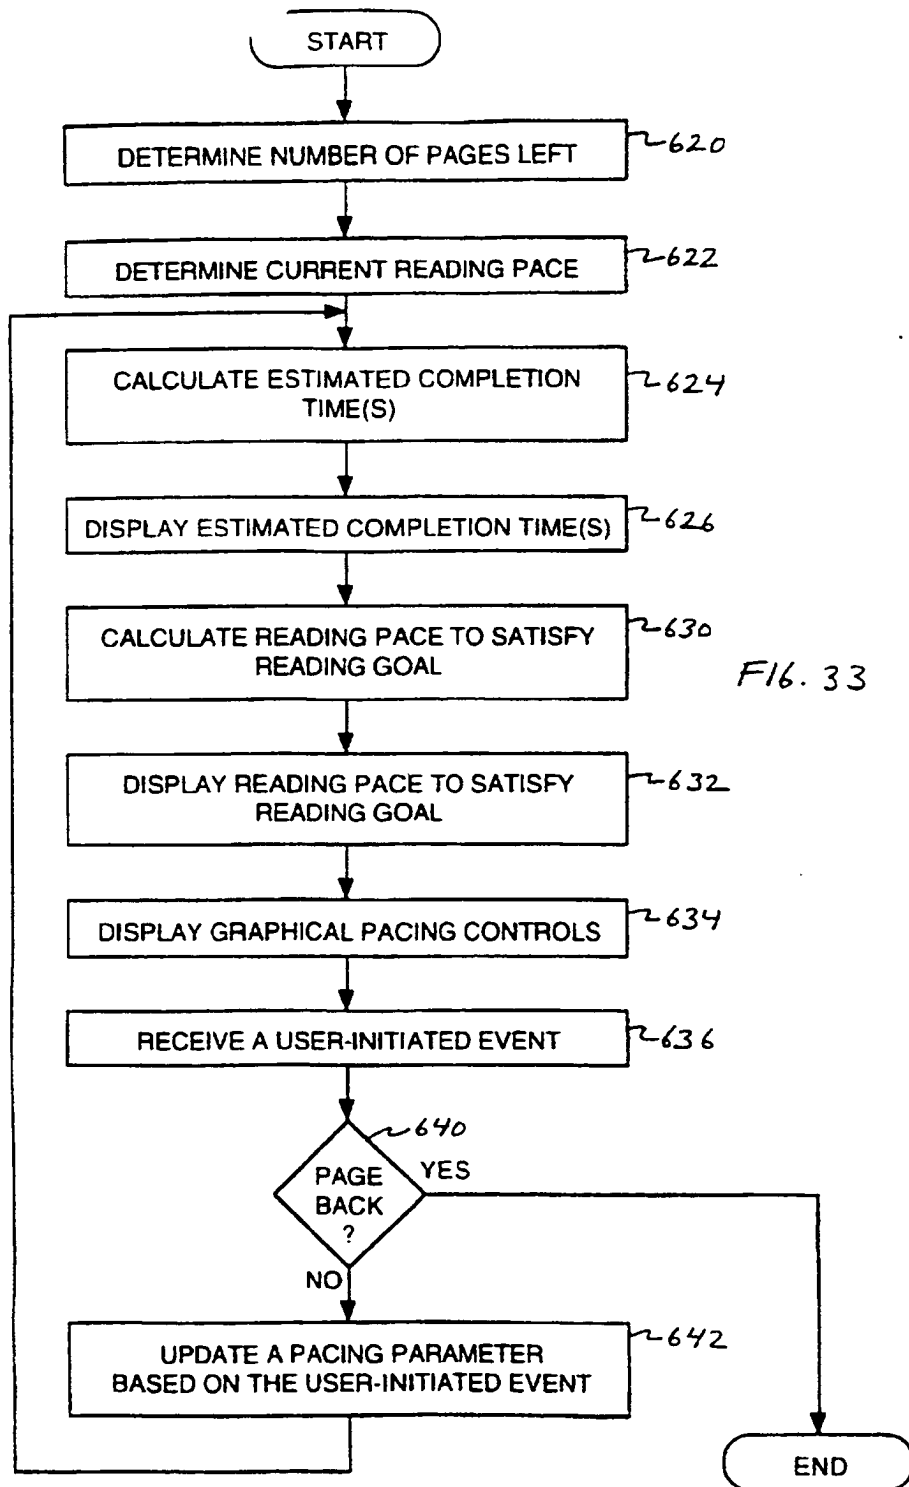 START
DETERMINE NUMBER OF PAGES LEFT
620
DETERMINE CURRENT READING PACE
622
CALCULATE ESTIMATED COMPLETION
TIME(S)
624
DISPLAY ESTIMATED COMPLETION TIME(S)
626
CALCULATE READING PACE TO SATISFY
READING GOAL
630
FIG. 33
DISPLAY READING PACE TO SATISFY
READING GOAL
632
DISPLAY GRAPHICAL PACING CONTROLS
634
RECEIVE A USER-INITIATED EVENT
636
640
PAGE
BACK
?
YES
NO
UPDATE A PACING PARAMETER
BASED ON THE USER-INITIATED EVENT
642
END